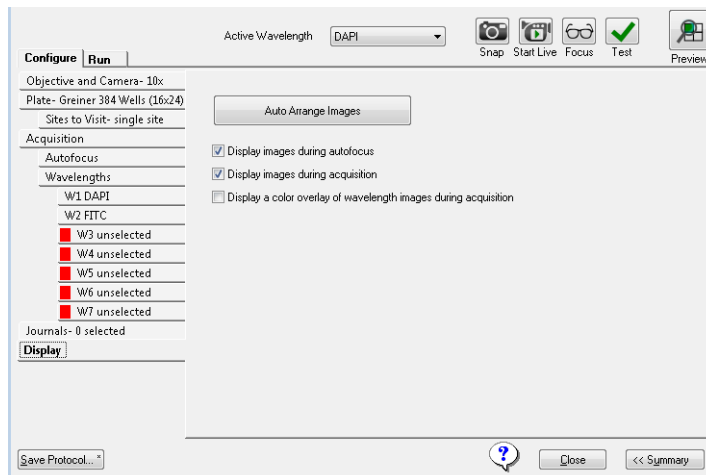 Active Wavelength DAPI
Snap Start Live Focus Test Preview
Configure Run
Objective and Camera- 10x
Plate- Greiner 384 Wells (16x24)
Sites to Visit- single site
Acquisition
Autofocus
Wavelengths
W1 DAPI
W2 FITC
W3 unselected
W4 unselected
W5 unselected
W6 unselected
W7 unselected
Journals- 0 selected
Display
Auto Arrange Images
Display images during autofocus
Display images during acquisition
Display a color overlay of wavelength images during acquisition
Save Protocol... *
? Close << Summary